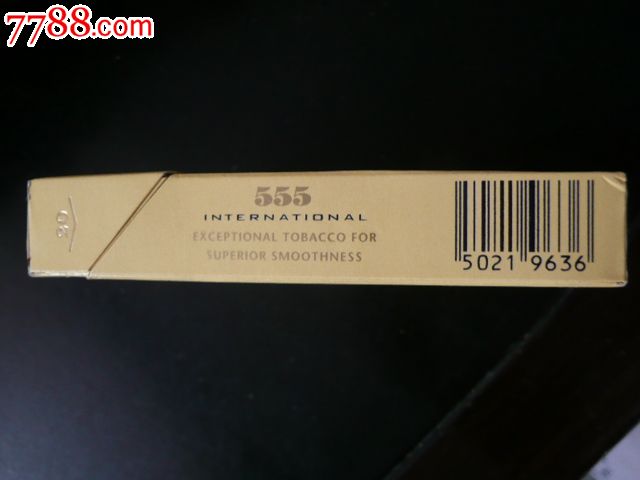 7788.com
555
INTERNATIONAL
EXCEPTIONAL TOBACCO FOR
SUPERIOR SMOOTHNESS
5021 9636